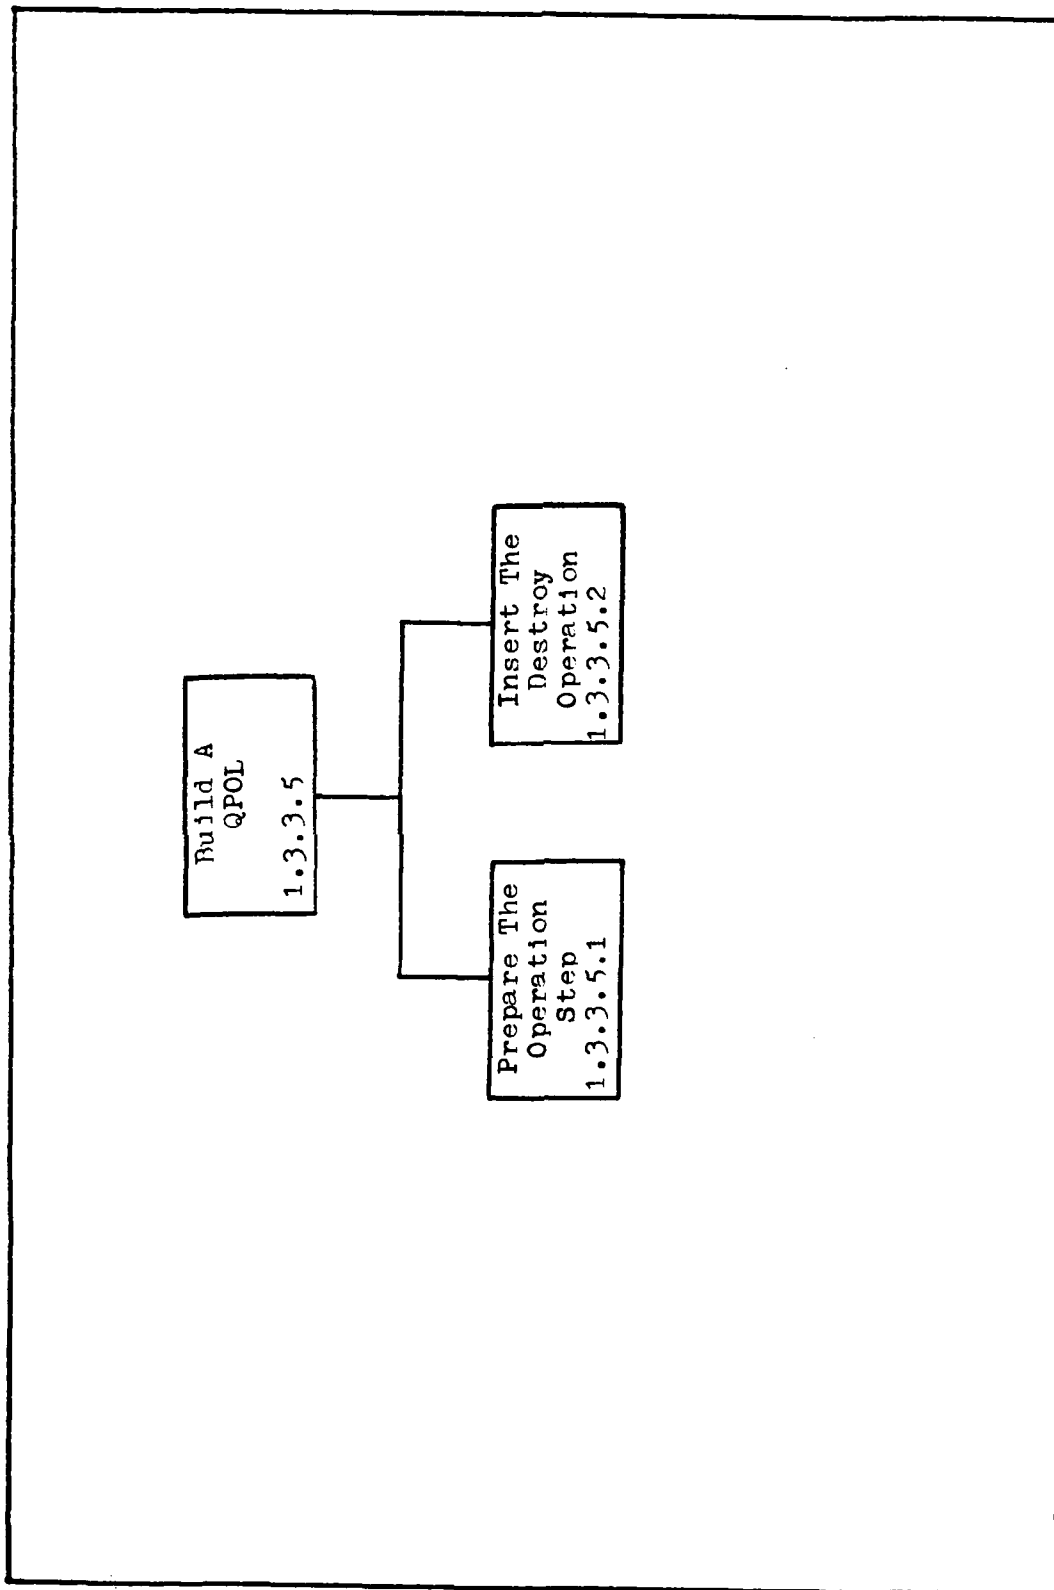 Build A
QPOL
1.3.3.5
Prepare The
Operation
Step
1.3.3.5.1
Insert The
Destroy
Operation
1.3.3.5.2